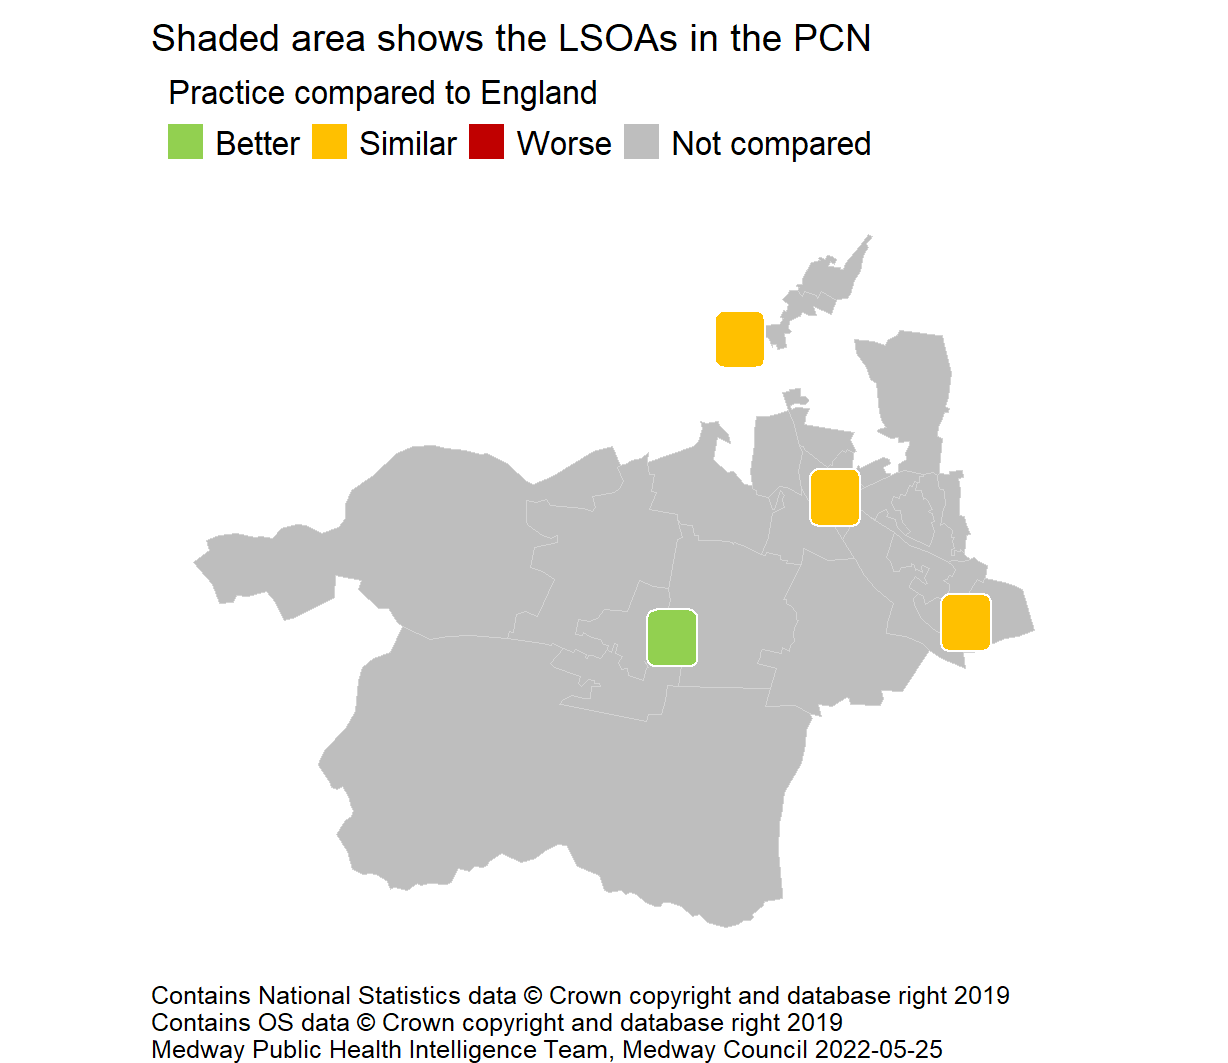 Shaded area shows the LSOAs in the PCN
Practice compared to England
Better Similar Worse Not compared
Contains National Statistics data © Crown copyright and database right 2019
Contains OS data © Crown copyright and database right 2019
Medway Public Health Intelligence Team, Medway Council 2022-05-25